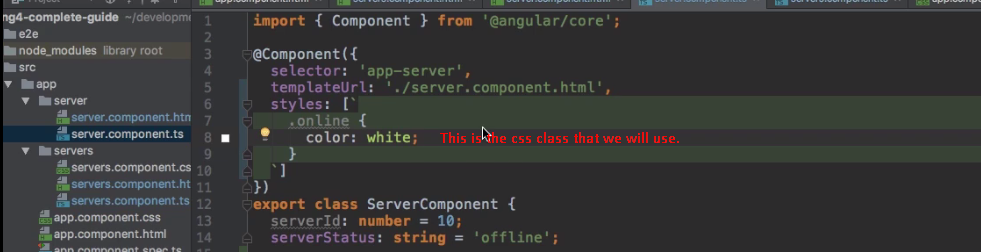 ng4-complete-guide ~/developme
e2e
node_modules library root
src
app
server
server.component.htm
server.component.ts
servers
servers.component.cs
servers.component.ht
servers.component.ts
app.component.css
app.component.html
app.component.spec.ts
1 import { Component } from '@angular/core';
2
3 @Component({
4 selector: 'app-server',
5 templateUrl: './server.component.html',
6 styles: [`
7 .online {
8 color: white; This is the css class that we will use.
9 }
10 `]
11 })
12 export class ServerComponent {
13 serverId: number = 10;
14 serverStatus: string = 'offline';